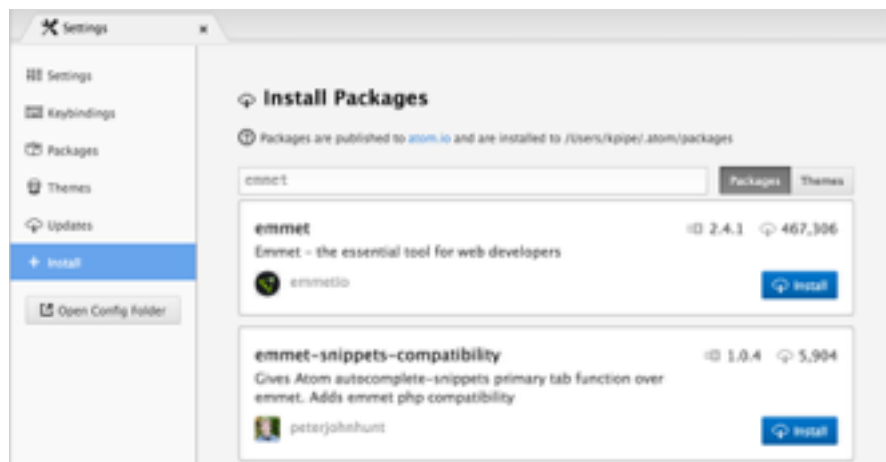 Settings
Settings
Keybindings
Packages
Themes
Updates
Install
Open Config Folder
Install Packages
Packages are published to atom.io and are installed to /Users/kpipe/.atom/packages
emmet
Packages Themes
emmet 2.4.1 467,306
Emmet – the essential tool for web developers
emmetio
Install
emmet-snippets-compatibility 1.0.4 5,904
Gives Atom autocomplete-snippets primary tab function over
emmet. Adds emmet php compatibility
peterjohnhunt
Install